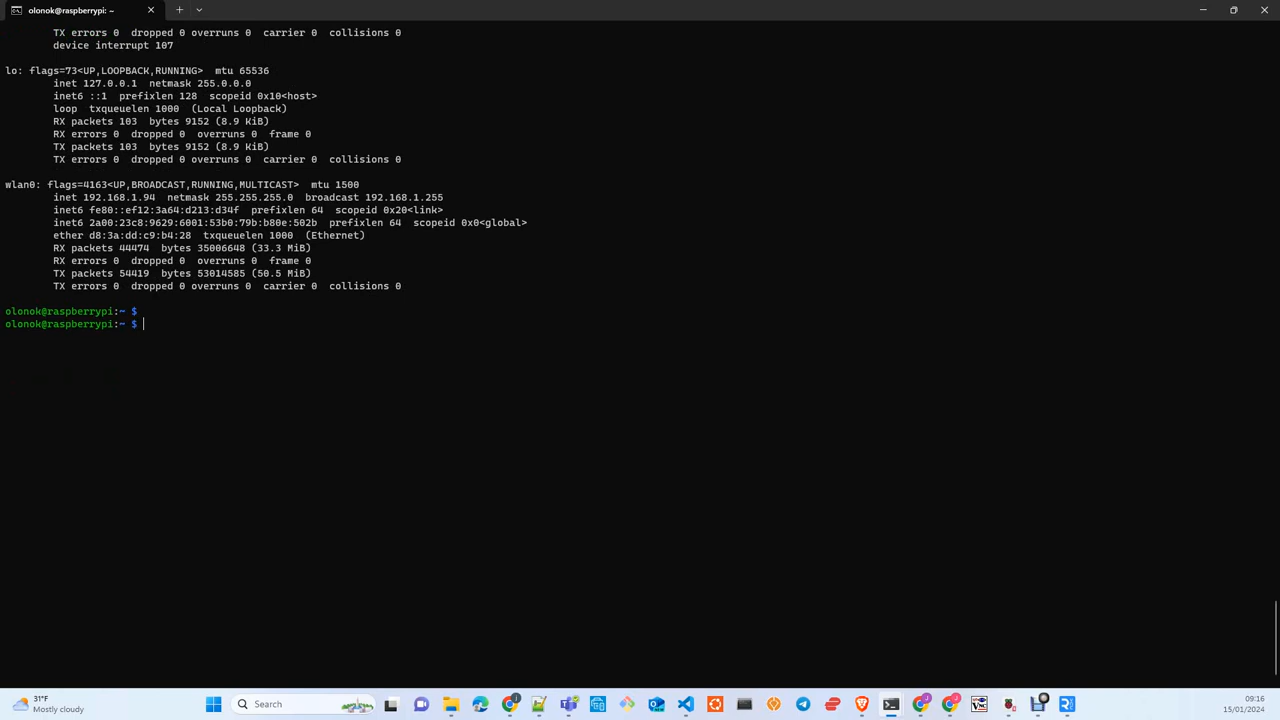 olonok@raspberrypi: ~
TX errors 0  dropped 0 overruns 0  carrier 0  collisions 0
device interrupt 107
lo: flags=73<UP,LOOPBACK,RUNNING>  mtu 65536
inet 127.0.0.1  netmask 255.0.0.0
inet6 ::1  prefixlen 128  scopeid 0x10<host>
loop  txqueuelen 1000  (Local Loopback)
RX packets 103  bytes 9152 (8.9 KiB)
RX errors 0  dropped 0  overruns 0  frame 0
TX packets 103  bytes 9152 (8.9 KiB)
TX errors 0  dropped 0 overruns 0  carrier 0  collisions 0
wlan0: flags=4163<UP,BROADCAST,RUNNING,MULTICAST>  mtu 1500
inet 192.168.1.94  netmask 255.255.255.0  broadcast 192.168.1.255
inet6 fe80::ef12:3a64:d213:d34f  prefixlen 64  scopeid 0x20<link>
inet6 2a00:23c8:9629:6001:53b0:79b:b80e:502b  prefixlen 64  scopeid 0x0<global>
ether d8:3a:dd:c9:b4:28  txqueuelen 1000  (Ethernet)
RX packets 44474  bytes 35006648 (33.3 MiB)
RX errors 0  dropped 0  overruns 0  frame 0
TX packets 54419  bytes 53014585 (50.5 MiB)
TX errors 0  dropped 0 overruns 0  carrier 0  collisions 0
olonok@raspberrypi:~ $
olonok@raspberrypi:~ $
31°F
Mostly cloudy
Search
09:16
15/01/2024